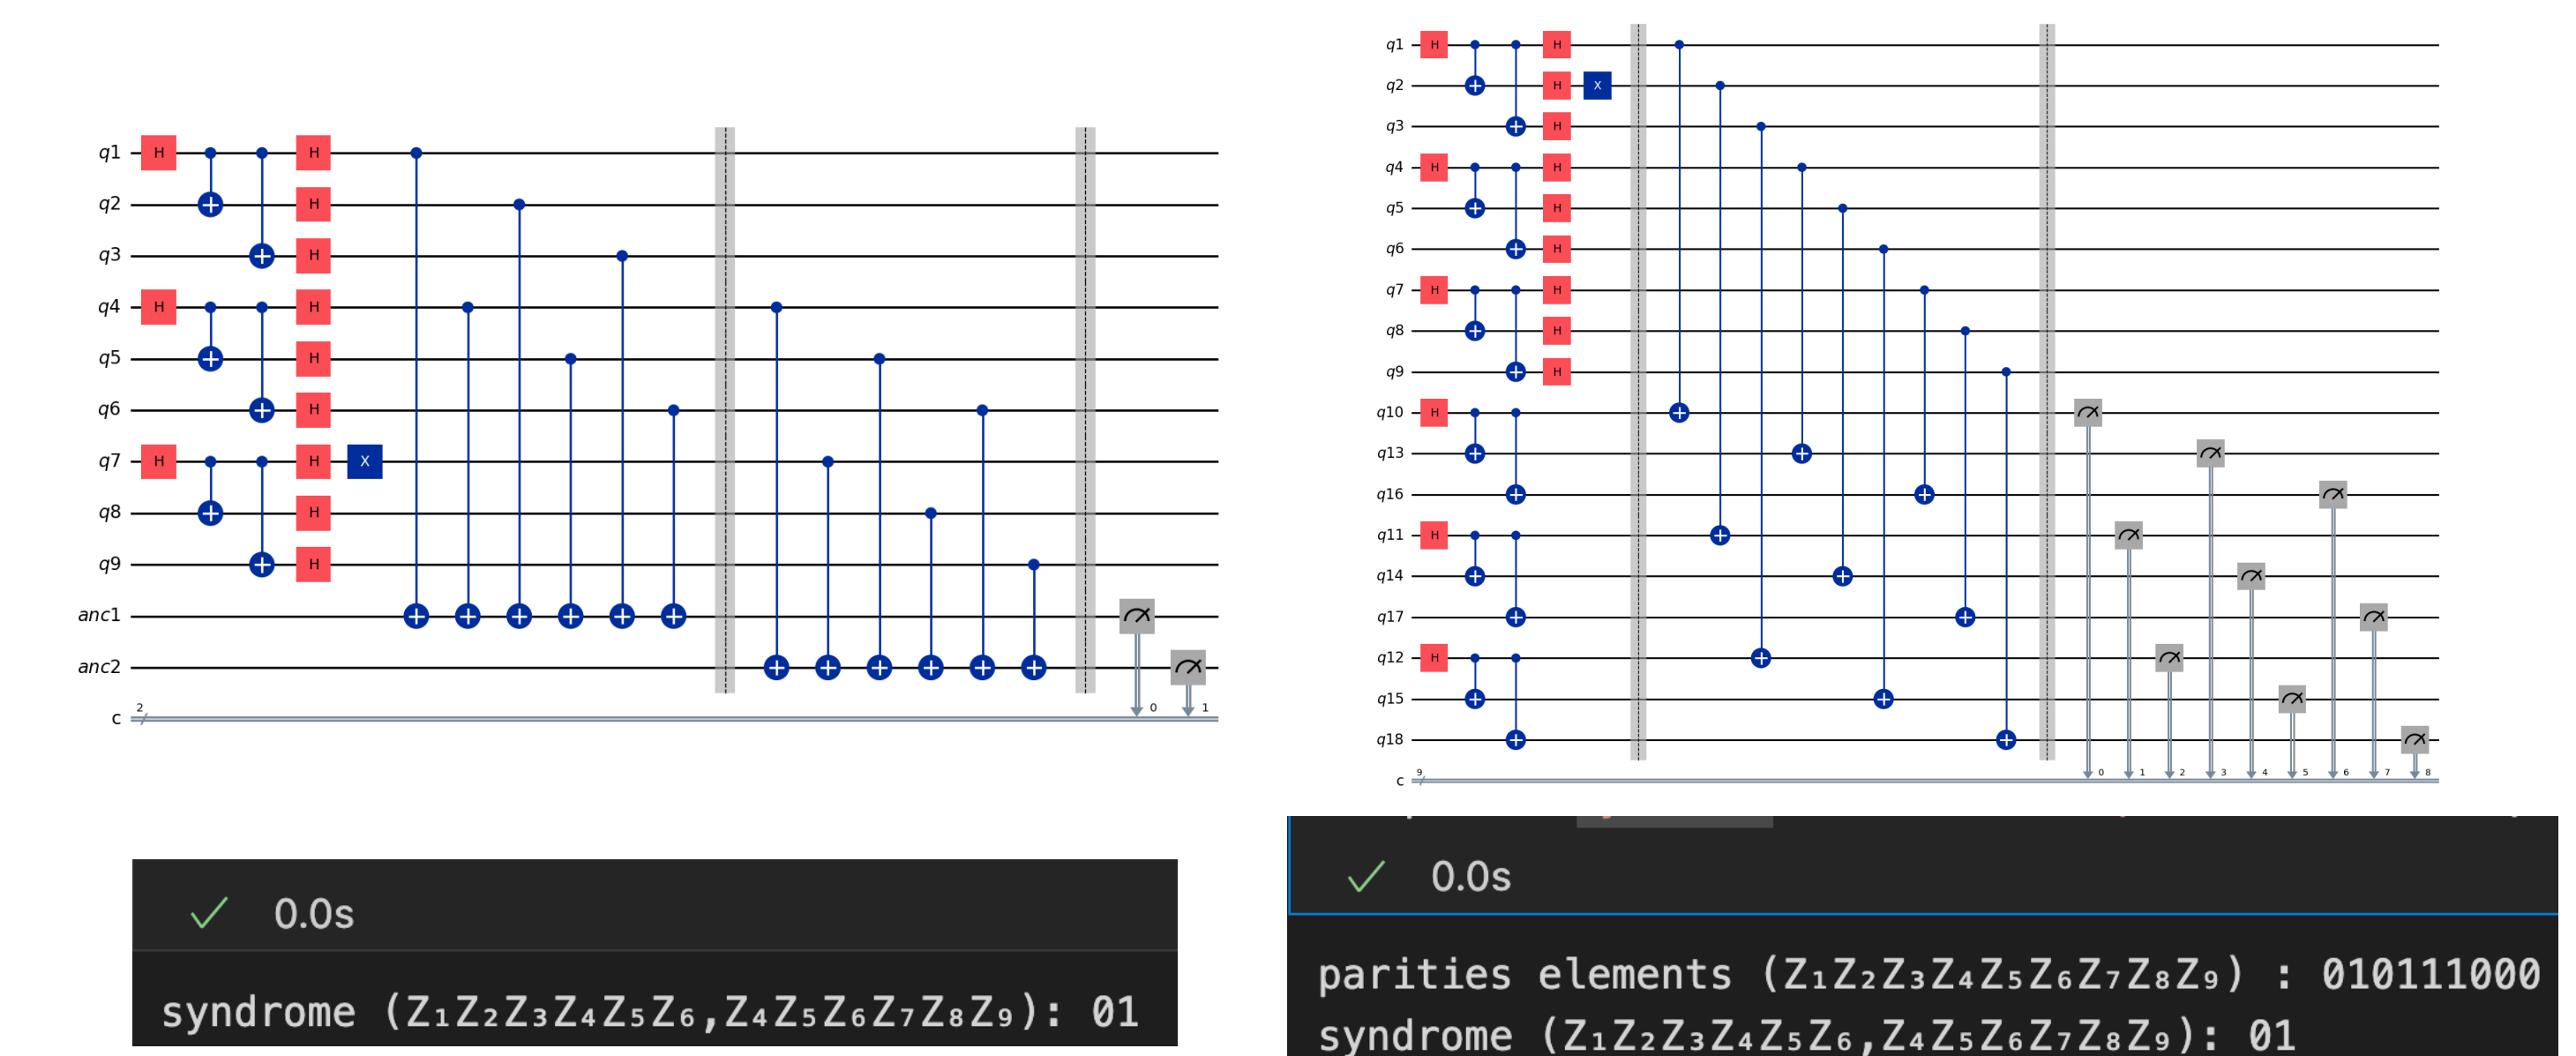 q1 H H
q2 H
q3 H
q4 H H
q5 H
q6 H
q7 H H X
q8 H
q9 H
anc1
anc2
c 2 0 1
q1 H H
q2 H X
q3 H
q4 H H
q5 H
q6 H
q7 H H
q8 H
q9 H
q10 H
q13
q16
q11 H
q14
q17
q12 H
q15
q18
c 9 0 1 2 3 4 5 6 7 8
✓ 0.0s
syndrome (Z₁Z₂Z₃Z₄Z₅Z₆,Z₄Z₅Z₆Z₇Z₈Z₉): 01
✓ 0.0s
parities elements (Z₁Z₂Z₃Z₄Z₅Z₆Z₇Z₈Z₉) : 010111000
syndrome (Z₁Z₂Z₃Z₄Z₅Z₆,Z₄Z₅Z₆Z₇Z₈Z₉): 01